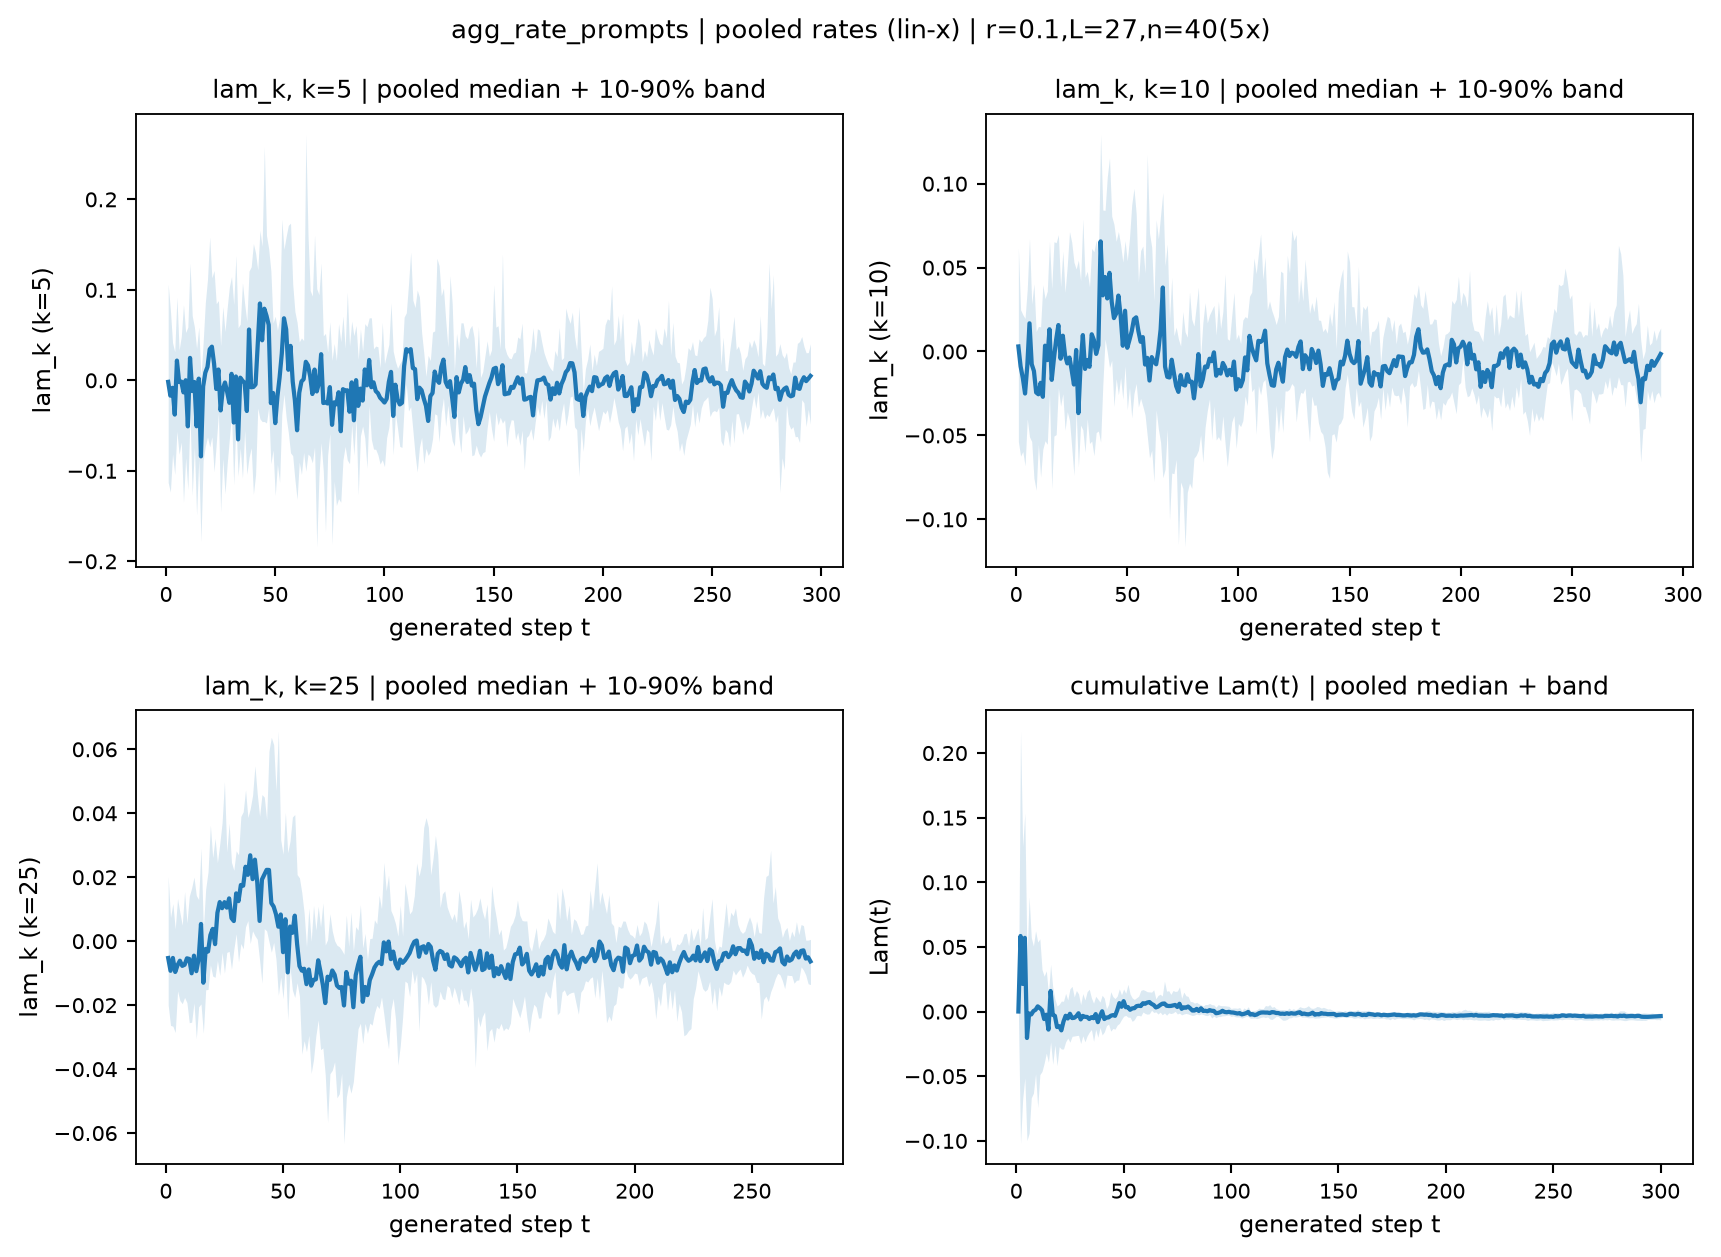 agg_rate_prompts | pooled rates (lin-x) | r=0.1,L=27,n=40(5x)
lam_k, k=5 | pooled median + 10-90% band
lam_k (k=5)
0.2
0.1
0.0
−0.1
−0.2
0 50 100 150 200 250 300
generated step t
lam_k, k=10 | pooled median + 10-90% band
lam_k (k=10)
0.10
0.05
0.00
−0.05
−0.10
0 50 100 150 200 250 300
generated step t
lam_k, k=25 | pooled median + 10-90% band
lam_k (k=25)
0.06
0.04
0.02
0.00
−0.02
−0.04
−0.06
0 50 100 150 200 250
generated step t
cumulative Lam(t) | pooled median + band
Lam(t)
0.20
0.15
0.10
0.05
0.00
−0.05
−0.10
0 50 100 150 200 250 300
generated step t